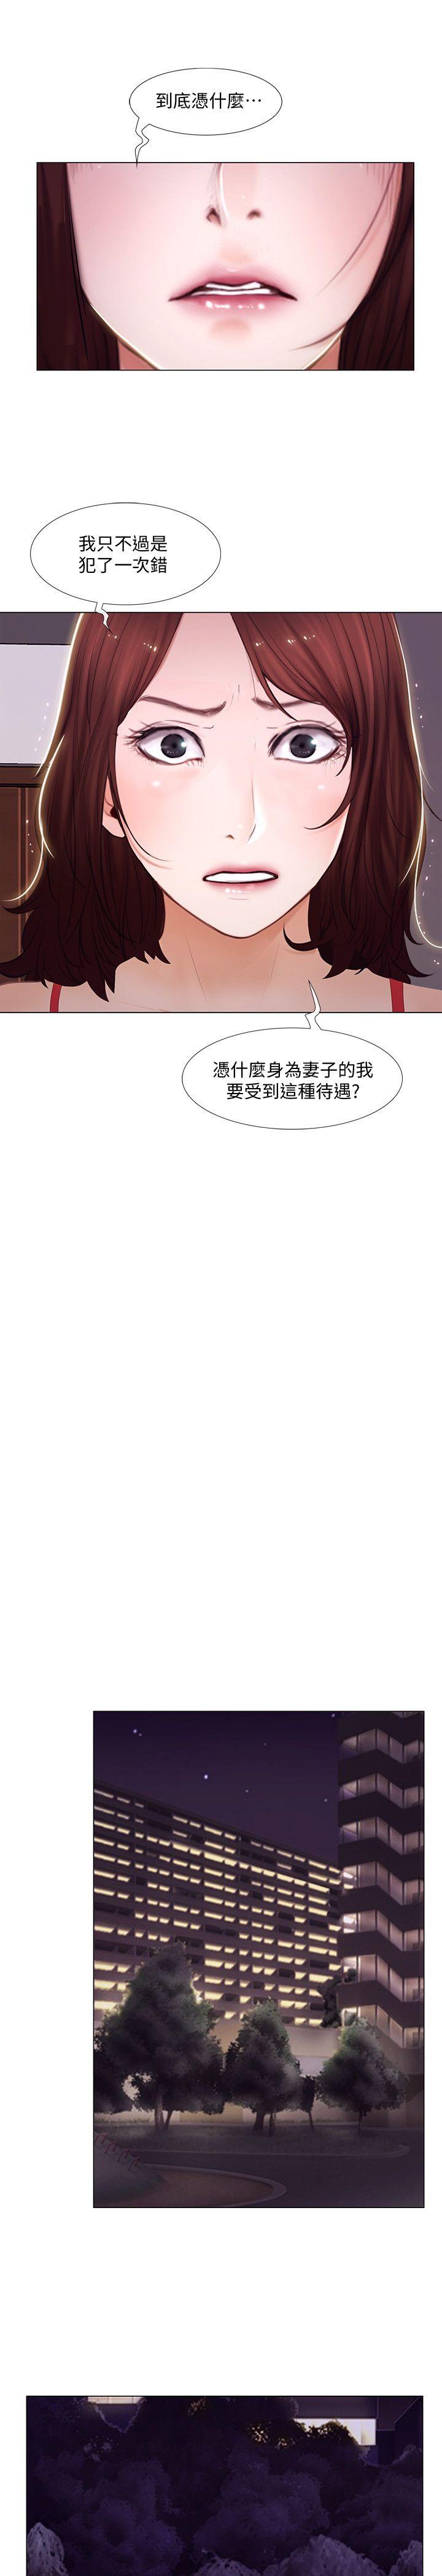 到底憑什麼…
我只不過是
犯了一次錯
憑什麼身為妻子的我
要受到這種待遇?